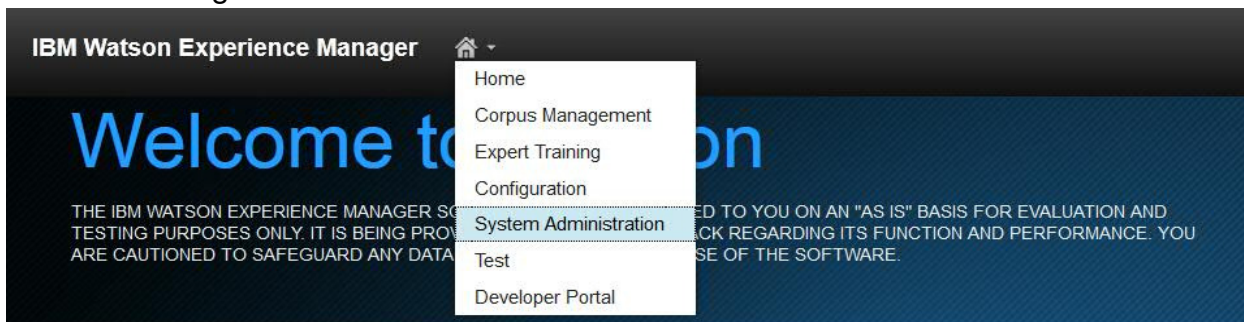 IBM Watson Experience Manager
Home
Corpus Management
Expert Training
Configuration
System Administration
Test
Developer Portal
Welcome to on
THE IBM WATSON EXPERIENCE MANAGER ED TO YOU ON AN "AS IS" BASIS FOR EVALUATION AND
TESTING PURPOSES ONLY. IT IS BEING CK REGARDING ITS FUNCTION AND PERFORMANCE. YOU
ARE CAUTIONED TO SAFEGUARD ANY DATA SE OF THE SOFTWARE.